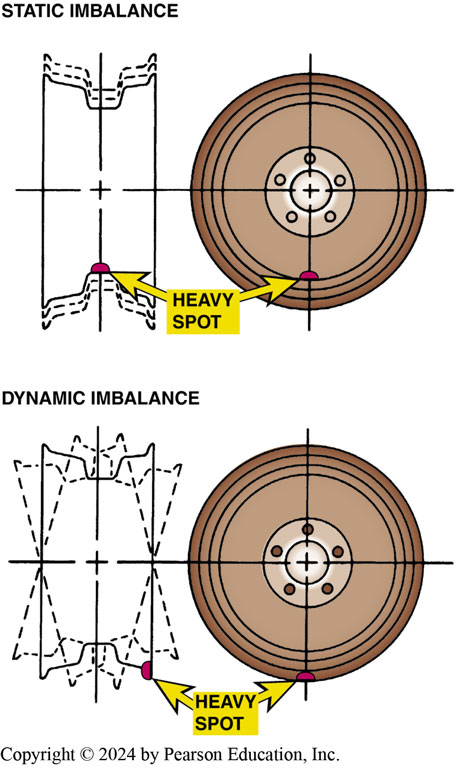 STATIC IMBALANCE
HEAVY
SPOT
DYNAMIC IMBALANCE
HEAVY
SPOT
Copyright © 2024 by Pearson Education, Inc.